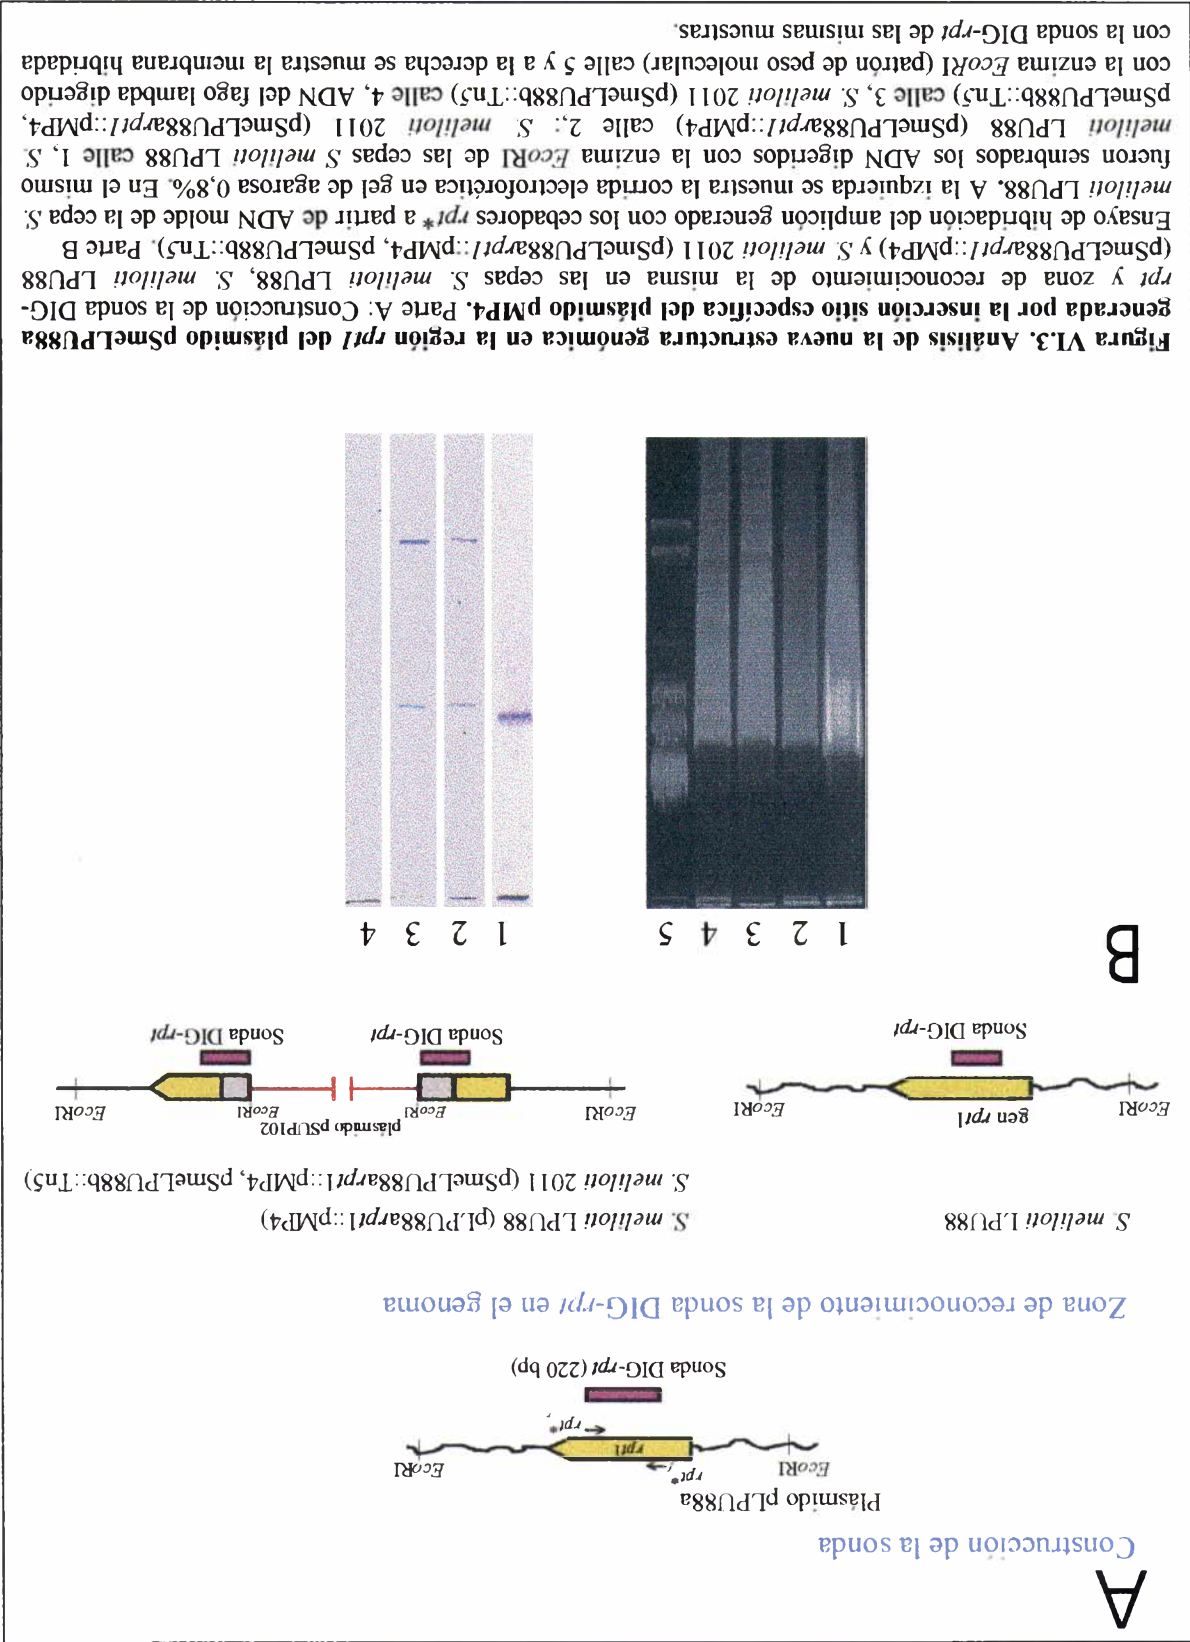 A
Construcción de la sonda
Plásmido pLPU88a
EcoRI
rpt*f
EcoRI
rpt1
rpt*r
Sonda DIG-rpt (220 bp)
Zona de reconocimiento de la sonda DIG-rpt en el genoma
S. meliloti LPU88
S. meliloti LPU88 (pLPU88arpt1::pMP4)
S. meliloti 2011 (pSmeLPU88arpt1::pMP4, pSmeLPU88b::Tn5)
EcoRI
gen rpt1
EcoRI
Sonda DIG-rpt
EcoRI
EcoRI
plásmido pSUP102
EcoRI
EcoRI
Sonda DIG-rpt
Sonda DIG-rpt
B
1 2 3 4 5
1 2 3 4
Figura VI.3. Análisis de la nueva estructura genómica en la región rpt1 del plásmido pSmeLPU88a
generada por la inserción sitio específica del plásmido pMP4. Parte A: Construcción de la sonda DIG-
rpt y zona de reconocimiento de la misma en las cepas S. meliloti LPU88, S. meliloti LPU88
(pSmeLPU88arpt1::pMP4) y S. meliloti 2011 (pSmeLPU88arpt1::pMP4, pSmeLPU88b::Tn5). Parte B
Ensayo de hibridación del amplicón generado con los cebadores rpt* a partir de ADN molde de la cepa S.
meliloti LPU88. A la izquierda se muestra la corrida electroforética en gel de agarosa 0,8%. En el mismo
fueron sembrados los ADN digeridos con la enzima EcoRI de las cepas S meliloti LPU88 calle 1, S.
meliloti LPU88 (pSmeLPU88arpt1::pMP4) calle 2,: S. meliloti 2011 (pSmeLPU88arpt1::pMP4,
pSmeLPU88b::Tn5) calle 3, S. meliloti 2011 (pSmeLPU88b::Tn5) calle 4, ADN del fago lambda digerido
con la enzima EcoRI (patrón de peso molecular) calle 5 y a la derecha se muestra la membrana hibridada
con la sonda DIG-rpt de las mismas muestras.